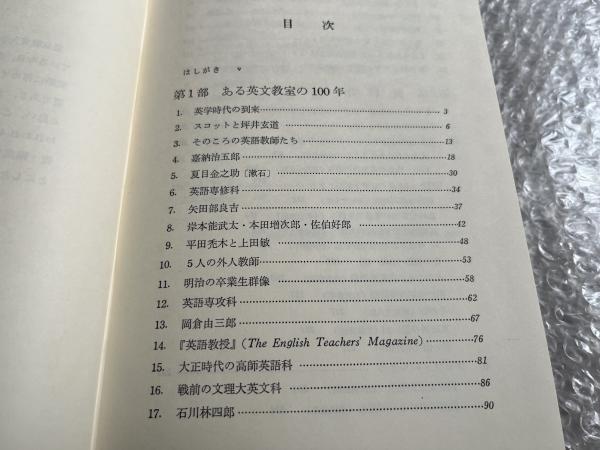 目次
はしがき v
第1部 ある英文教室の100年
1. 英学時代の到来 3
2. スコットと坪井玄道 6
3. そのころの英語教師たち 13
4. 嘉納治五郎 18
5. 夏目金之助〔漱石〕 30
6. 英語専修科 34
7. 矢田部良吉 37
8. 岸本能武太・本田増次郎・佐伯好郎 42
9. 平田禿木と上田敏 48
10. 5人の外人教師 53
11. 明治の卒業生群像 58
12. 英語専攻科 62
13. 岡倉由三郎 67
14. 『英語教授』(The English Teachers' Magazine) 76
15. 大正時代の高師英語科 81
16. 戦前の文理大英文科 86
17. 石川林四郎 90